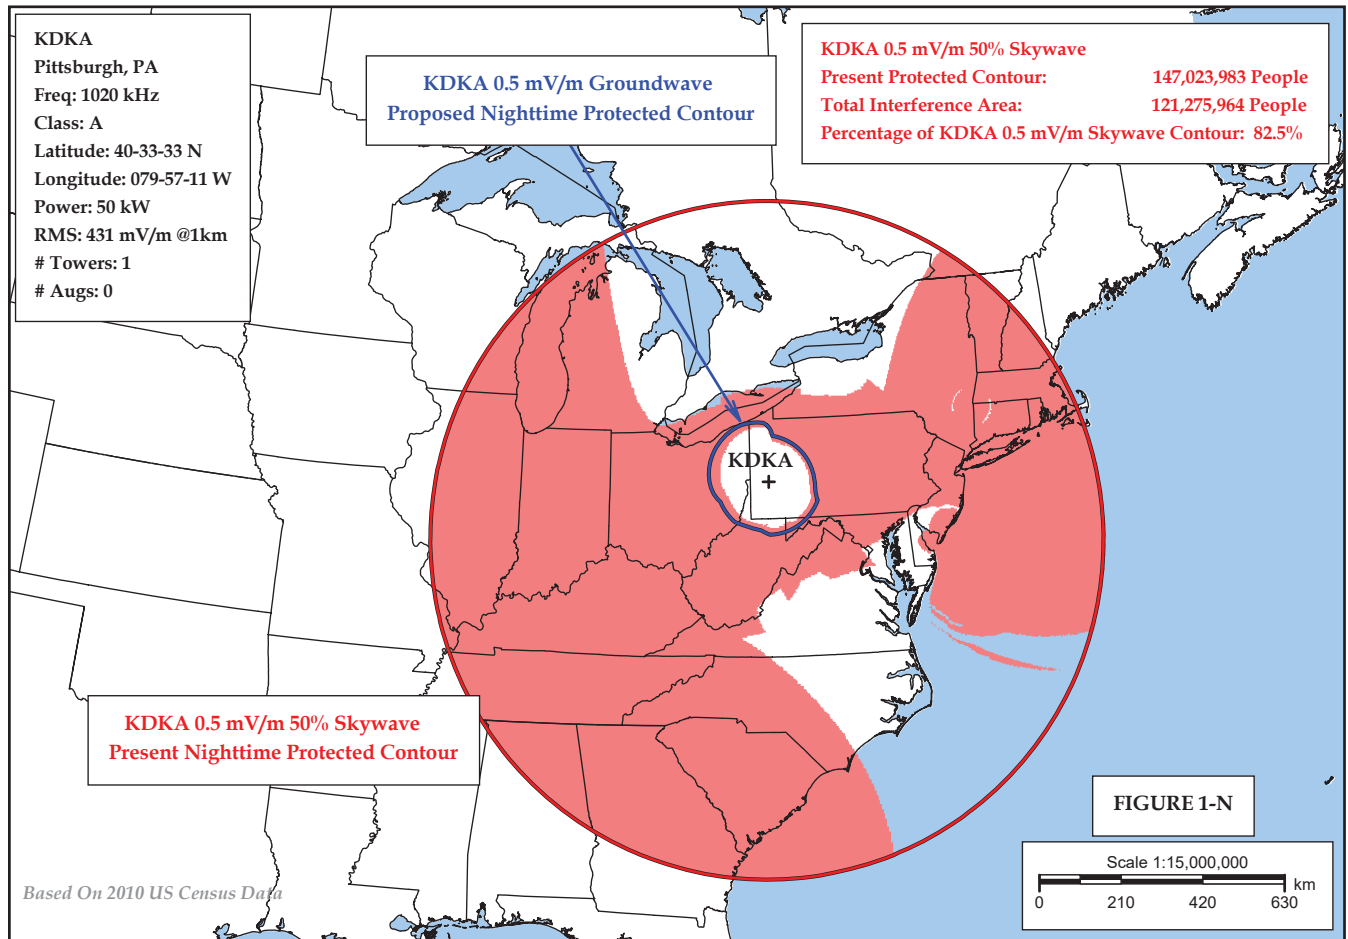 KDKA
Pittsburgh, PA
Freq: 1020 kHz
Class: A
Latitude: 40-33-33 N
Longitude: 079-57-11 W
Power: 50 kW
RMS: 431 mV/m @1km
# Towers: 1
# Augs: 0
KDKA 0.5 mV/m Groundwave
Proposed Nighttime Protected Contour
KDKA 0.5 mV/m 50% Skywave
Present Protected Contour: 147,023,983 People
Total Interference Area: 121,275,964 People
Percentage of KDKA 0.5 mV/m Skywave Contour: 82.5%
KDKA
KDKA 0.5 mV/m 50% Skywave
Present Nighttime Protected Contour
FIGURE 1-N
Scale 1:15,000,000
km
0 210 420 630
Based On 2010 US Census Data